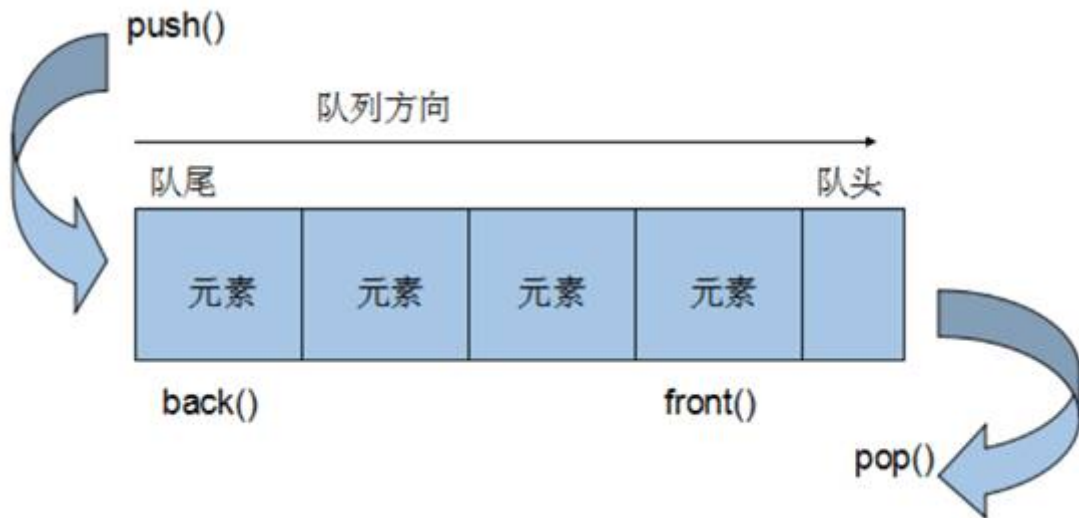 push()
队列方向
队尾 队头
元素 元素 元素 元素
back() front()
pop()